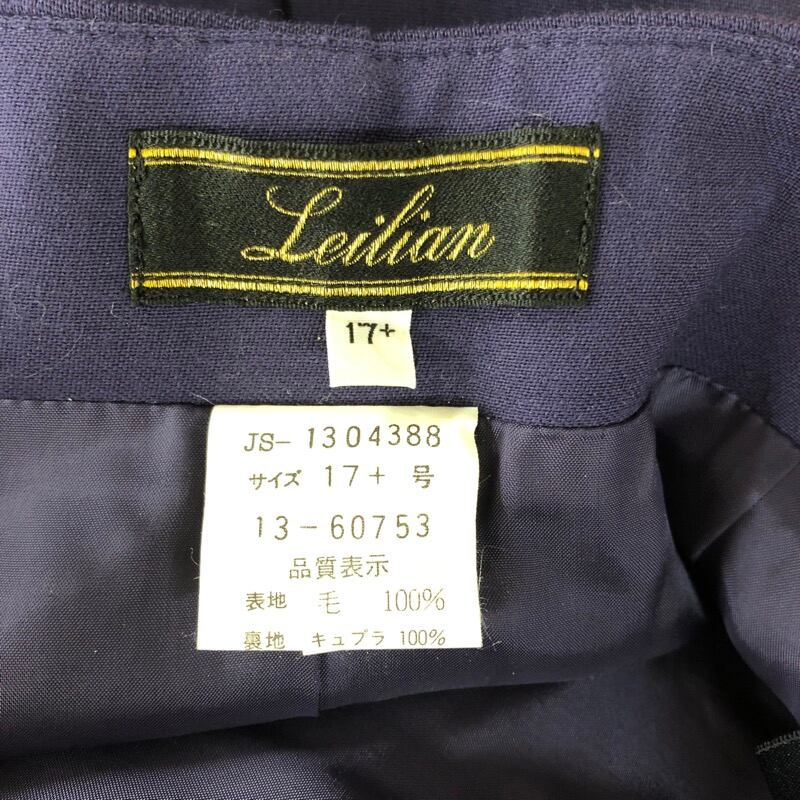 Leilian
17+
JS-1304388
サイズ 17+ 号
13-60753
品質表示
表地 毛 100%
裏地 キュプラ 100%